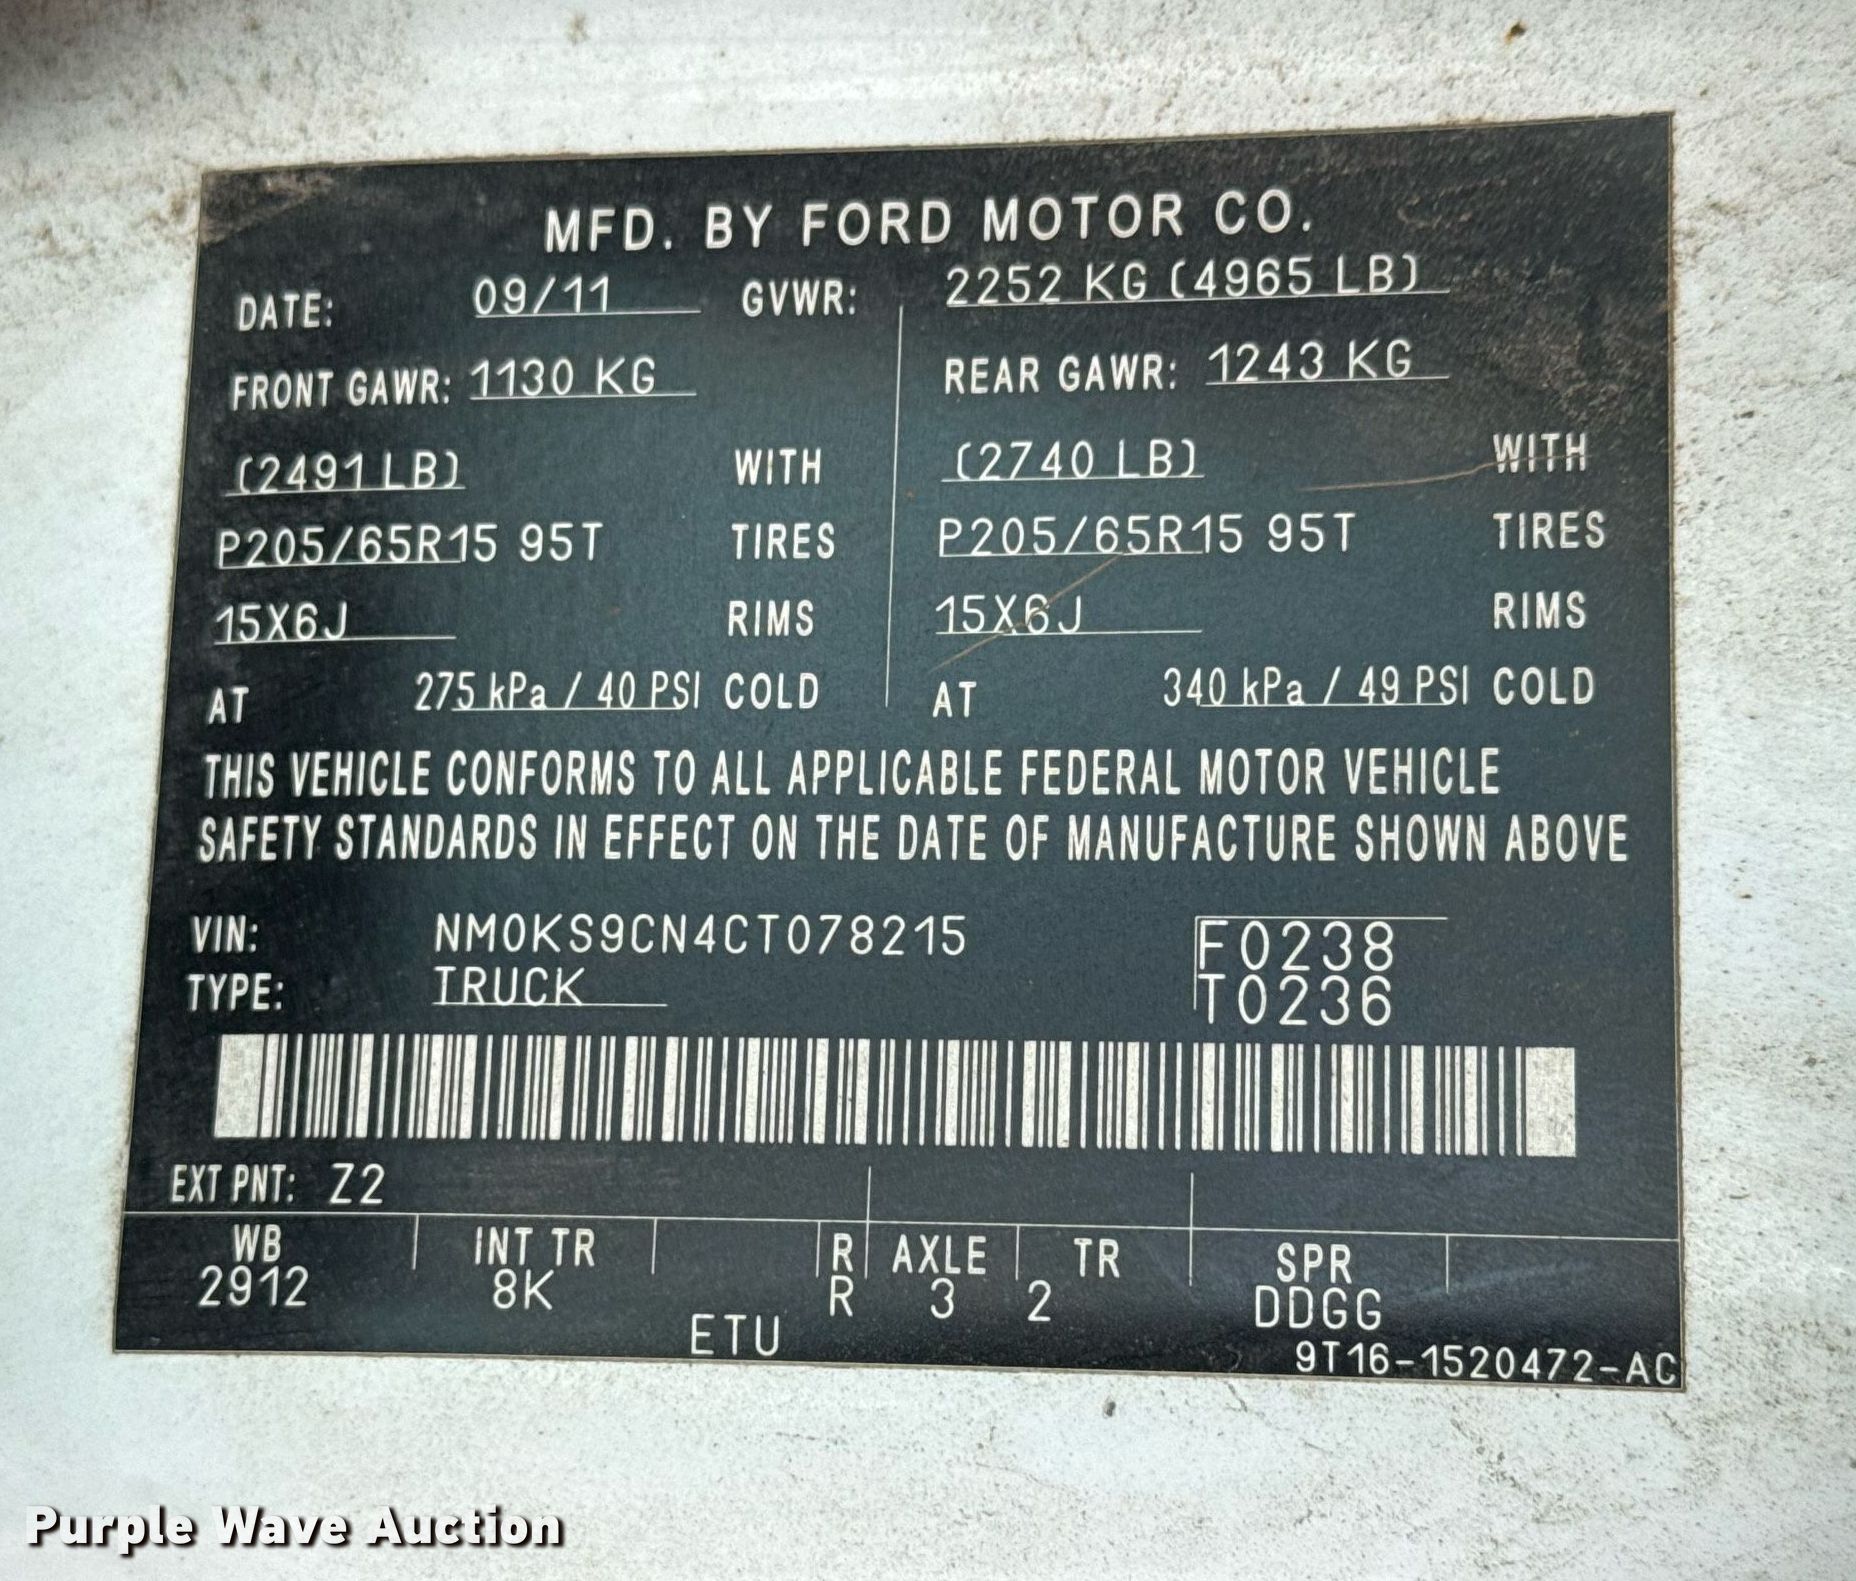 MFD. BY FORD MOTOR CO.
DATE: 09/11 GVWR: 2252 KG (4965 LB)
FRONT GAWR: 1130 KG REAR GAWR: 1243 KG
(2491 LB) WITH (2740 LB) WITH
P205/65R15 95T TIRES P205/65R15 95T TIRES
15X6J RIMS 15X6J RIMS
AT 275 kPa / 40 PSI COLD AT 340 kPa / 49 PSI COLD
THIS VEHICLE CONFORMS TO ALL APPLICABLE FEDERAL MOTOR VEHICLE
SAFETY STANDARDS IN EFFECT ON THE DATE OF MANUFACTURE SHOWN ABOVE
VIN: NM0KS9CN4CT078215 F0238
TYPE: TRUCK T0236
EXT PNT: Z2
WB INT TR R AXLE TR SPR
2912 8K R 3 2 DDGG
ETU 9T16-1520472-AC
Purple Wave Auction